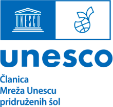 unesco
Članica
Mreža Unescu
pridruženih šol